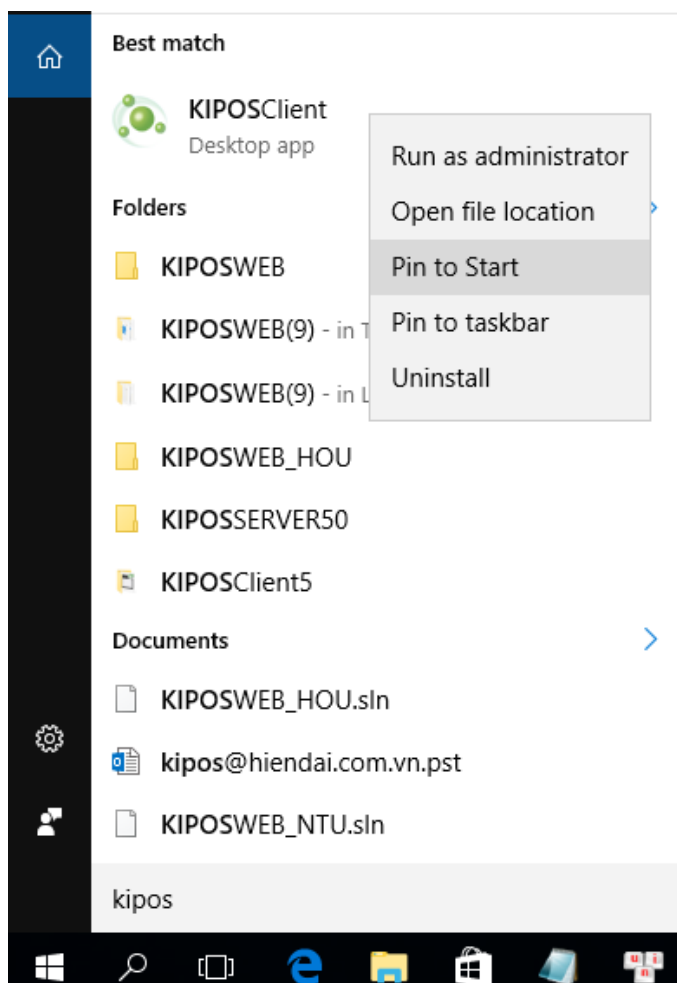 Best match
KIPOSClient
Desktop app
Run as administrator
Open file location
Pin to Start
Pin to taskbar
Uninstall
Folders
KIPOSWEB
KIPOSWEB(9) - in T
KIPOSWEB(9) - in L
KIPOSWEB_HOU
KIPOSSERVER50
KIPOSClient5
Documents
KIPOSWEB_HOU.sln
kipos@hiendai.com.vn.pst
KIPOSWEB_NTU.sln
kipos